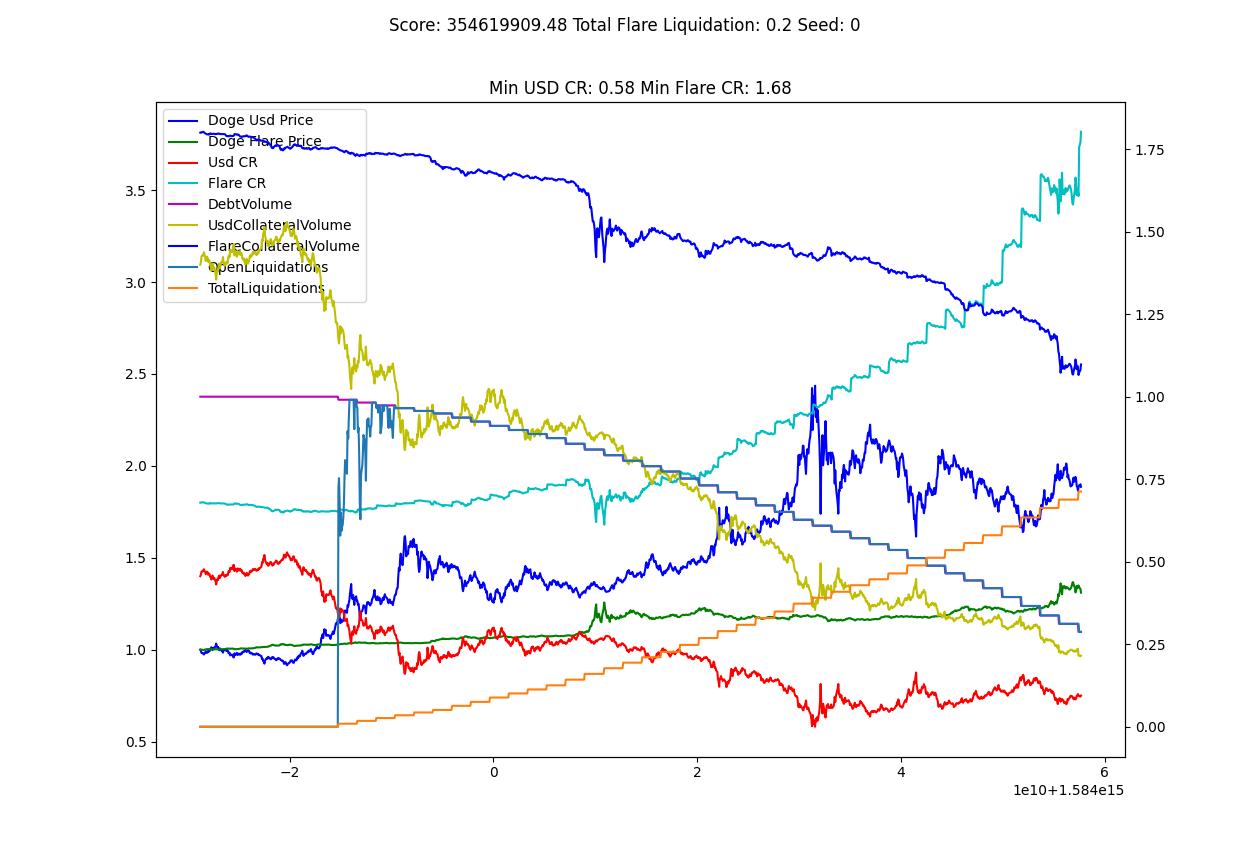 Score: 354619909.48 Total Flare Liquidation: 0.2 Seed: 0
Min USD CR: 0.58 Min Flare CR: 1.68
Doge Usd Price
Doge Flare Price
Usd CR
Flare CR
DebtVolume
UsdCollateralVolume
FlareCollateralVolume
OpenLiquidations
TotalLiquidations
3.5
3.0
2.5
2.0
1.5
1.0
0.5
1.75
1.50
1.25
1.00
0.75
0.50
0.25
0.00
−2
0
2
4
6
1e10+1.584e15